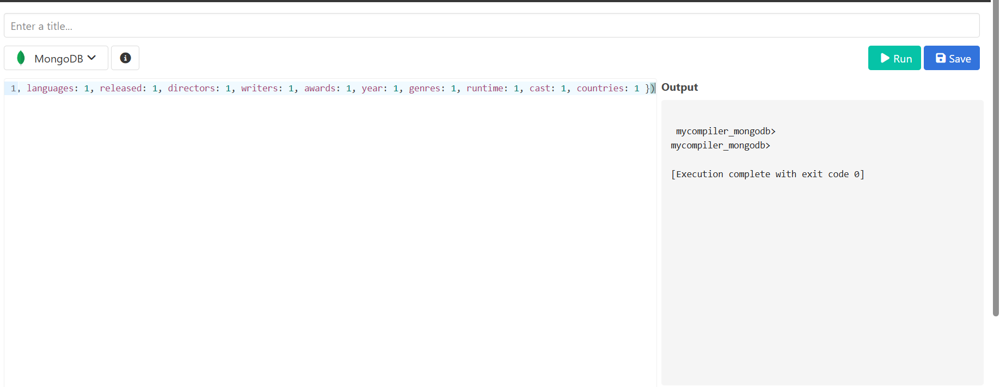 Enter a title...
MongoDB
Run
Save
1, languages: 1, released: 1, directors: 1, writers: 1, awards: 1, year: 1, genres: 1, runtime: 1, cast: 1, countries: 1 })
Output
mycompiler_mongodb>
mycompiler_mongodb>
[Execution complete with exit code 0]